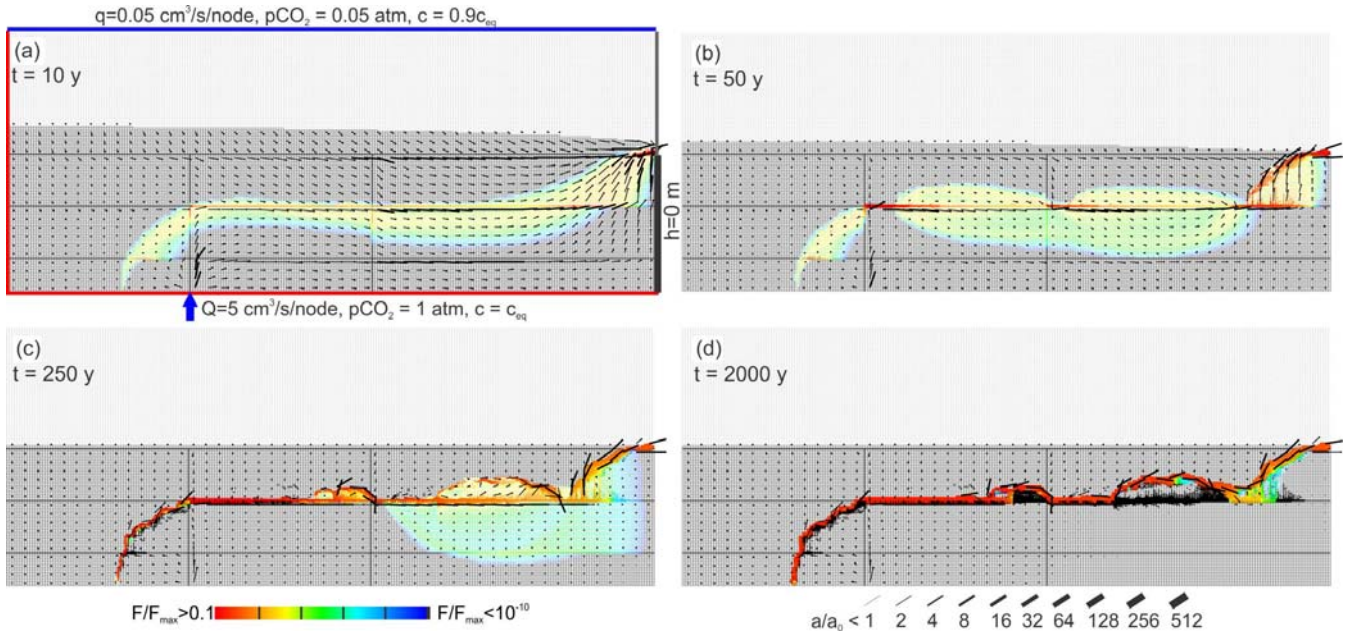 q=0.05 cm³/s/node, pCO₂ = 0.05 atm, c = 0.9c_eq
(a)
t = 10 y
h=0 m
Q=5 cm³/s/node, pCO₂ = 1 atm, c = c_eq
(b)
t = 50 y
(c)
t = 250 y
(d)
t = 2000 y
F/F_max>0.1 F/F_max<10⁻¹⁰
a/a₀ < 1 2 4 8 16 32 64 128 256 512